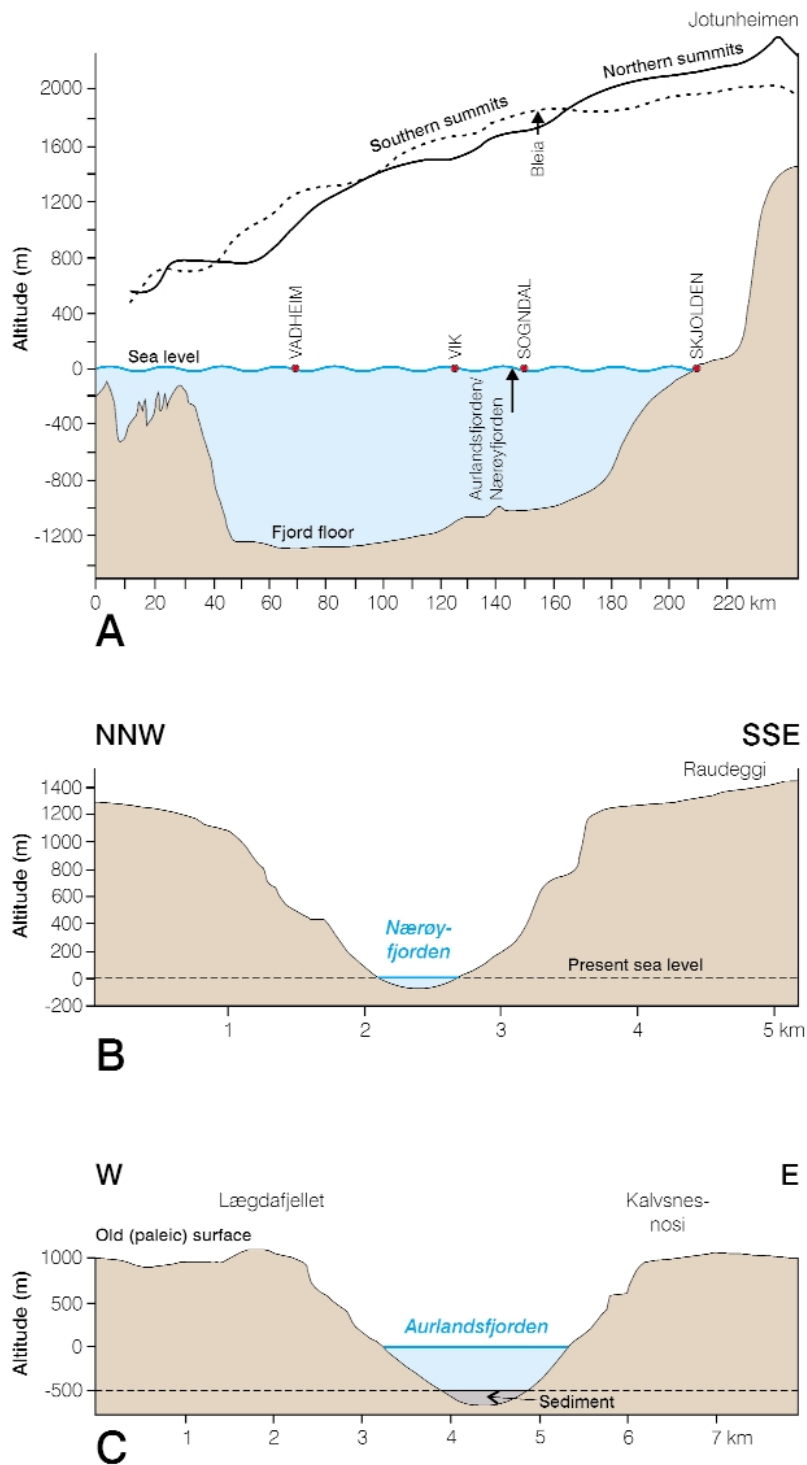 Jotunheimen
Northern summits
Southern summits
Bleia
2000
1600
1200
800
400
0
-400
-800
-1200
Altitude (m)
Sea level
VADHEIM
VIK
SOGNDAL
SKJOLDEN
Aurlandsfjorden/
Nærøyfjorden
Fjord floor
0 20 40 60 80 100 120 140 160 180 200 220 km
A
NNW SSE
Raudeggi
1400
1200
1000
800
600
400
200
0
-200
Altitude (m)
Nærøy-
fjorden
Present sea level
1 2 3 4 5 km
B
W E
Lægdafjellet
Kalvsnes-
nosi
Old (paleic) surface
1000
500
0
-500
Altitude (m)
Aurlandsfjorden
Sediment
1 2 3 4 5 6 7 km
C